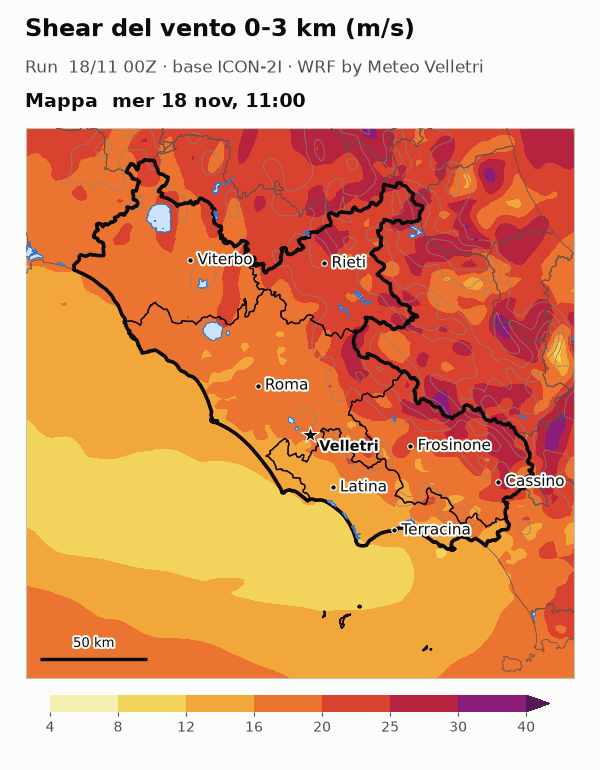 Shear del vento 0-3 km (m/s)
Run 18/11 00Z · base ICON-2I · WRF by Meteo Velletri
Mappa mer 18 nov, 11:00
Viterbo
Rieti
Roma
Velletri
Frosinone
Latina
Cassino
Terracina
50 km
4 8 12 16 20 25 30 40